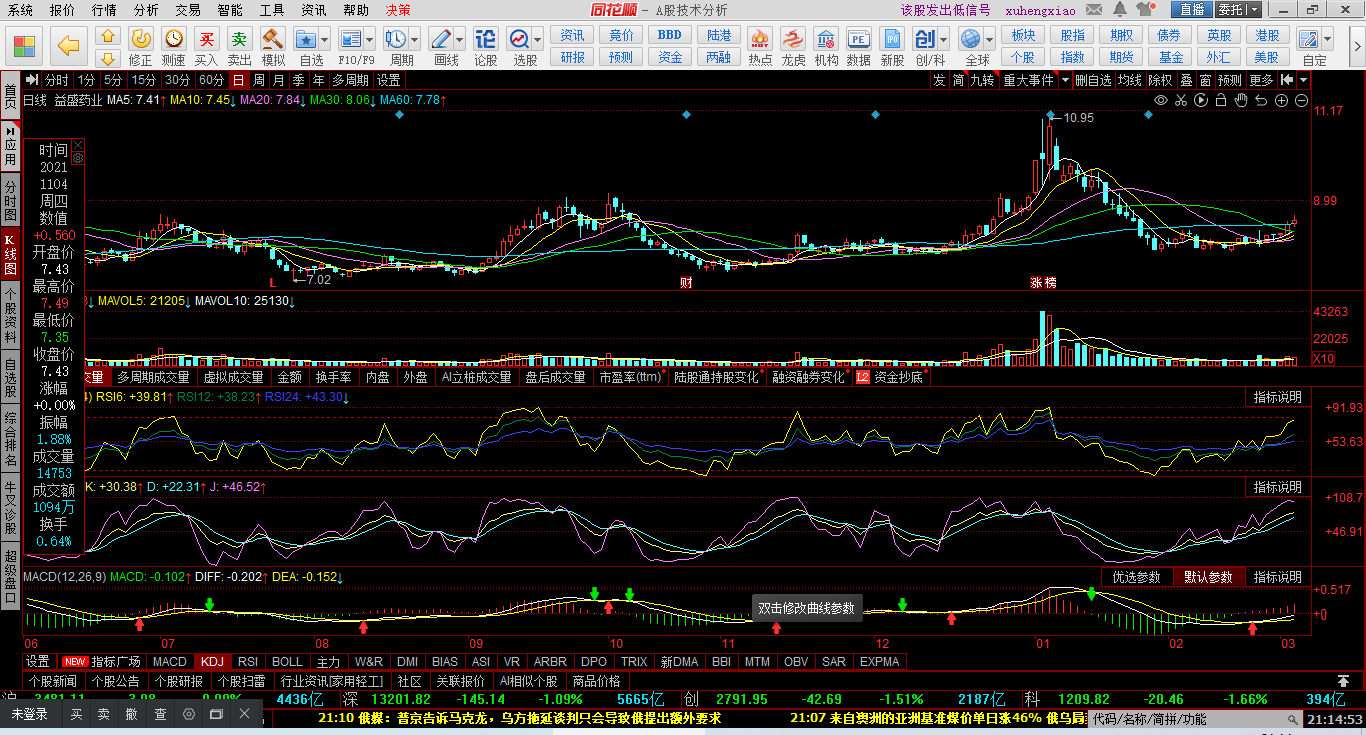 系统 报价 行情 分析 交易 智能 工具 资讯 帮助 决策 同花顺 - A股技术分析 该股发出低信号 xuhengxiao 直播 委托
修正 测速 买入 卖出 模拟 自选 F10/F9 周期 画线 论股 选股 资讯 竞价 BBD 陆港 热点 龙虎 机构 数据 新股 创/科 全球 板块 股指 期权 债券 英股 港股 自定
买 卖 研报 预测 资金 两融 HOT PE IPO 创 个股 指数 期货 基金 外汇 美股
分时 1分 5分 15分 30分 60分 日 周 月 季 年 多周期 设置 发 简 九转 重大事件 删自选 均线 除权 叠 窗 预测 更多
首页
应用
分时图
K线图
个股资料
自选股
综合排名
牛叉诊股
超级盘口
日线 益盛药业 MA5: 7.41↑ MA10: 7.45↓ MA20: 7.84↓ MA30: 8.06↓ MA60: 7.78↑
11.17
10.95
8.99
7.02
L
财
涨 榜
时间
2021
1104
周四
数值
+0.560
开盘价
7.43
最高价
7.49
最低价
7.35
收盘价
7.43
涨幅
+0.00%
振幅
1.88%
成交量
14753
成交额
1094万
换手
0.64%
MAVOL5: 21205↓ MAVOL10: 25130↓
43263
22025
X10
交量 多周期成交量 虚拟成交量 金额 换手率 内盘 外盘 AI立桩成交量 盘后成交量 市盈率(ttm) 陆股通持股变化 融资融券变化 L2 资金抄底
RSI6: +39.81↑ RSI12: +38.23↑ RSI24: +43.30↓ 指标说明
+91.93
+53.63
K: +30.38↑ D: +22.31↑ J: +46.52↑ 指标说明
+108.7
+46.91
MACD(12,26,9) MACD: -0.102↑ DIFF: -0.202↑ DEA: -0.152↓ 优选参数 默认参数 指标说明
+0.517
+0
双击修改曲线参数
06 07 08 09 10 11 12 01 02 03
设置 NEW 指标广场 MACD KDJ RSI BOLL 主力 W&R DMI BIAS ASI VR ARBR DPO TRIX 新DMA BBI MTM OBV SAR EXPMA
个股新闻 个股公告 个股研报 个股扫雷 行业资讯[家用轻工] 社区 关联报价 AI相似个股 商品价格
4436亿 深 13201.82 -145.14 -1.09% 5665亿 创 2791.95 -42.69 -1.51% 2187亿 科 1209.82 -20.46 -1.66% 394亿
未登录 买 卖 撤 查 21:10 俄媒：普京告诉马克龙，乌方拖延谈判只会导致俄提出额外要求 21:07 来自澳洲的亚洲基准煤价单日涨46% 俄乌局 代码/名称/简拼/功能 21:14:53